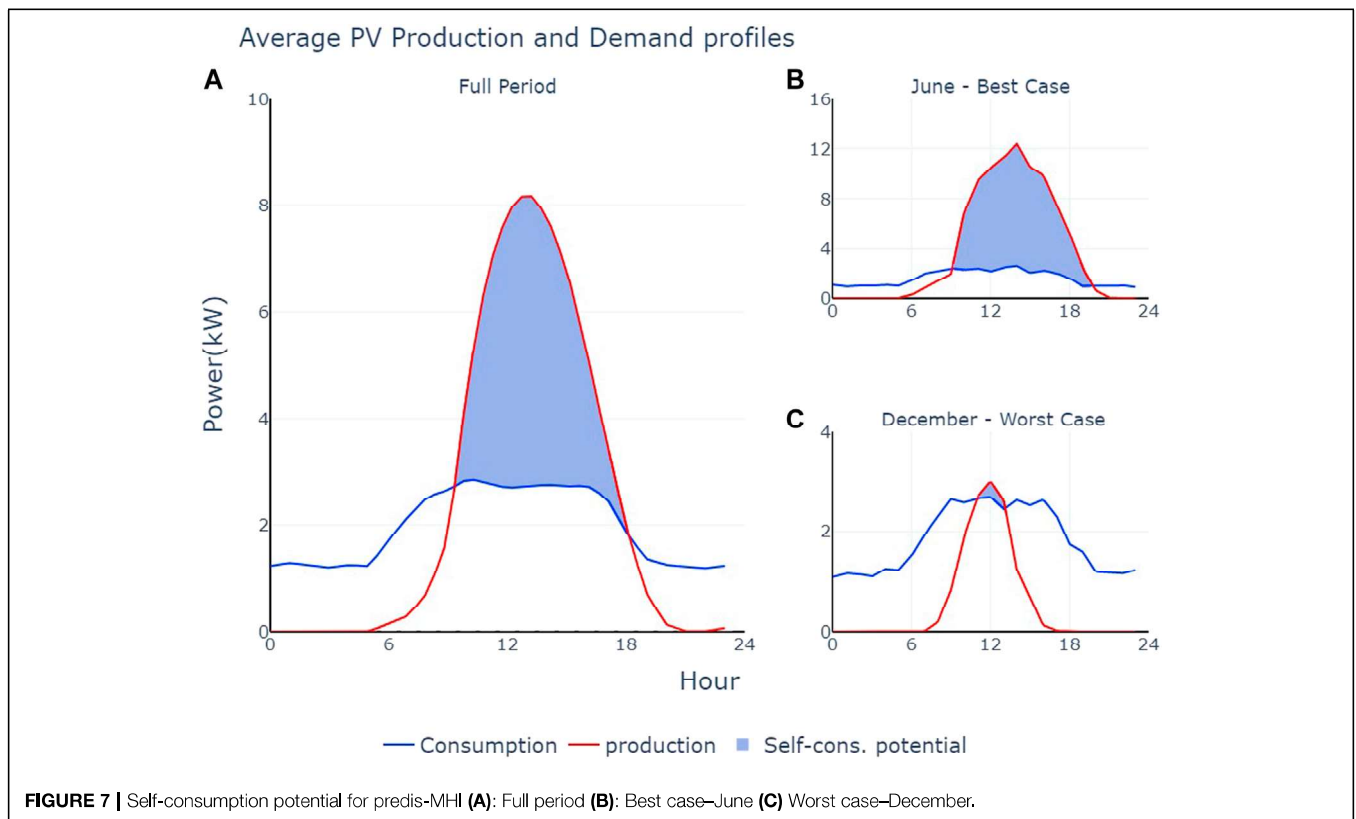 Average PV Production and Demand profiles
A
Full Period
10
8
6
4
2
0
0 6 12 18 24
Power(kW)
B
June - Best Case
16
12
8
4
0
0 6 12 18 24
C
December - Worst Case
4
2
0
0 6 12 18 24
Hour
Consumption production Self-cons. potential
FIGURE 7 | Self-consumption potential for predis-MHI (A): Full period (B): Best case–June (C) Worst case–December.